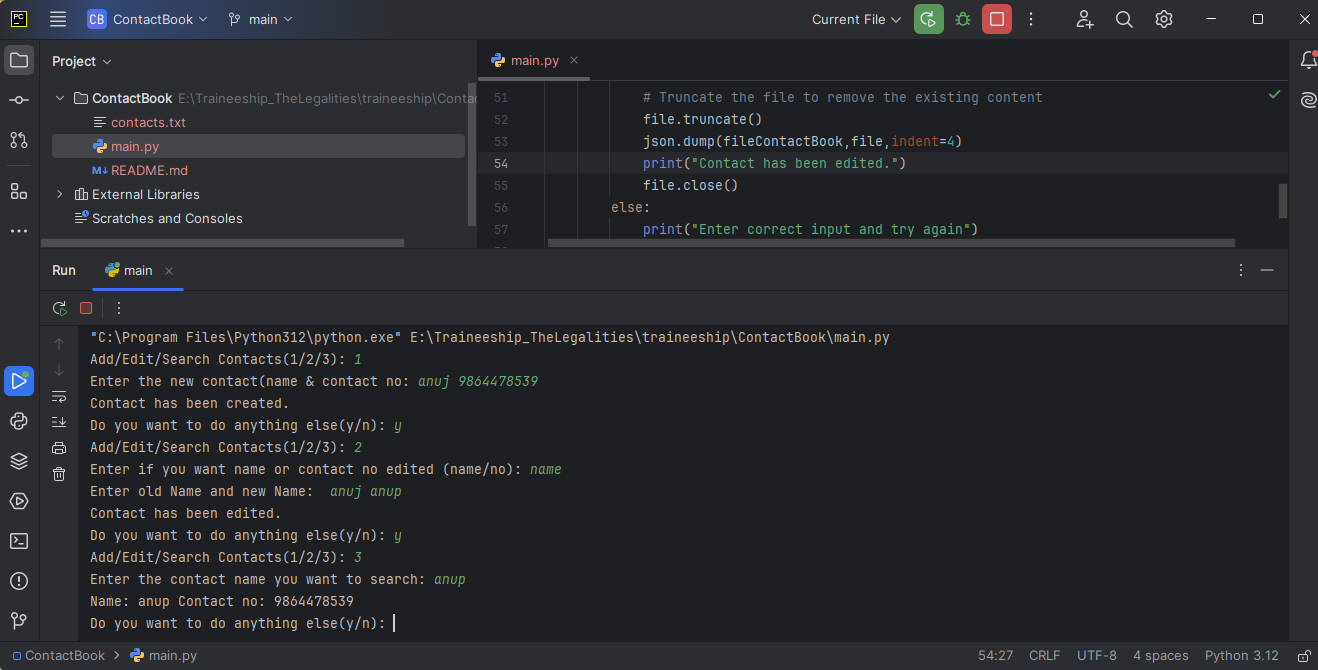 PC
CB ContactBook main Current File
Project
ContactBook E:\Traineeship_TheLegalities\traineeship\Conta
contacts.txt
main.py
M↓ README.md
External Libraries
Scratches and Consoles
main.py
51 # Truncate the file to remove the existing content
52 file.truncate()
53 json.dump(fileContactBook,file,indent=4)
54 print("Contact has been edited.")
55 file.close()
56 else:
57 print("Enter correct input and try again")
Run main
"C:\Program Files\Python312\python.exe" E:\Traineeship_TheLegalities\traineeship\ContactBook\main.py
Add/Edit/Search Contacts(1/2/3): 1
Enter the new contact(name & contact no: anuj 9864478539
Contact has been created.
Do you want to do anything else(y/n): y
Add/Edit/Search Contacts(1/2/3): 2
Enter if you want name or contact no edited (name/no): name
Enter old Name and new Name:  anuj anup
Contact has been edited.
Do you want to do anything else(y/n): y
Add/Edit/Search Contacts(1/2/3): 3
Enter the contact name you want to search: anup
Name: anup Contact no: 9864478539
Do you want to do anything else(y/n):
ContactBook > main.py 54:27 CRLF UTF-8 4 spaces Python 3.12